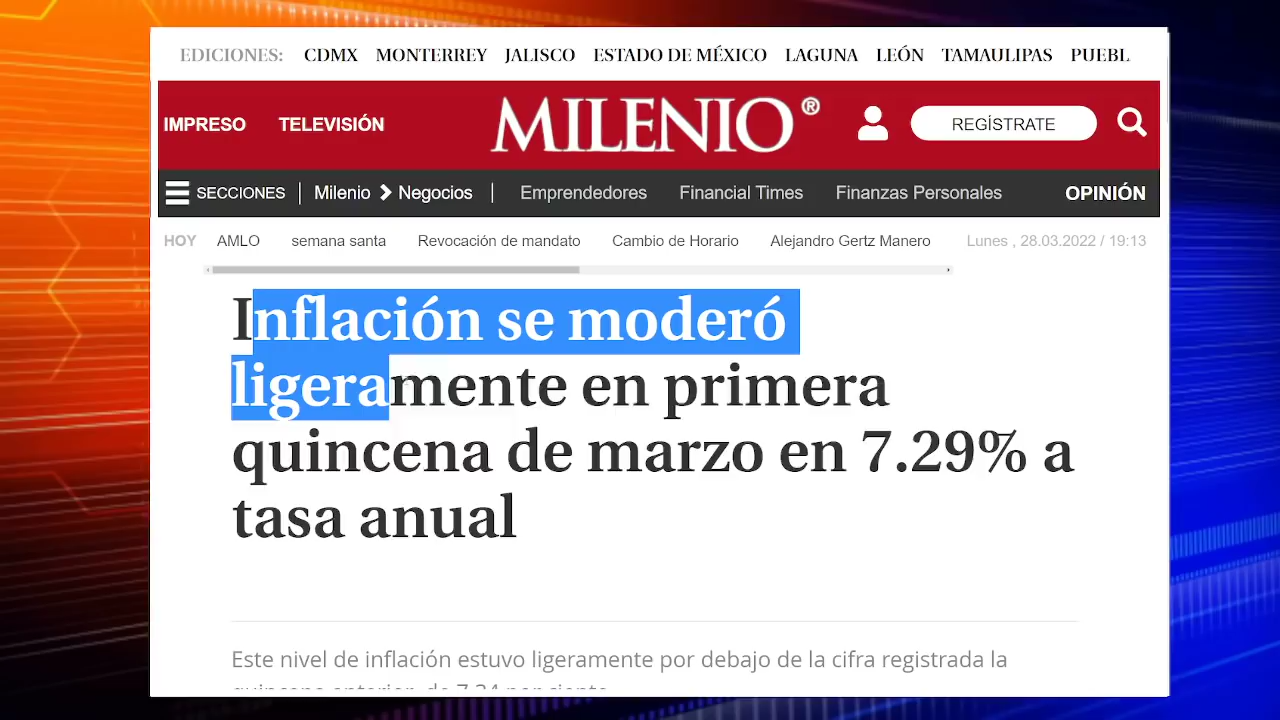 EDICIONES: CDMX MONTERREY JALISCO ESTADO DE MÉXICO LAGUNA LEÓN TAMAULIPAS PUEBL
IMPRESO TELEVISIÓN MILENIO® REGÍSTRATE
SECCIONES | Milenio > Negocios | Emprendedores Financial Times Finanzas Personales OPINIÓN
HOY AMLO semana santa Revocación de mandato Cambio de Horario Alejandro Gertz Manero Lunes , 28.03.2022 / 19:13
Inflación se moderó
ligeramente en primera
quincena de marzo en 7.29% a
tasa anual
Este nivel de inflación estuvo ligeramente por debajo de la cifra registrada la